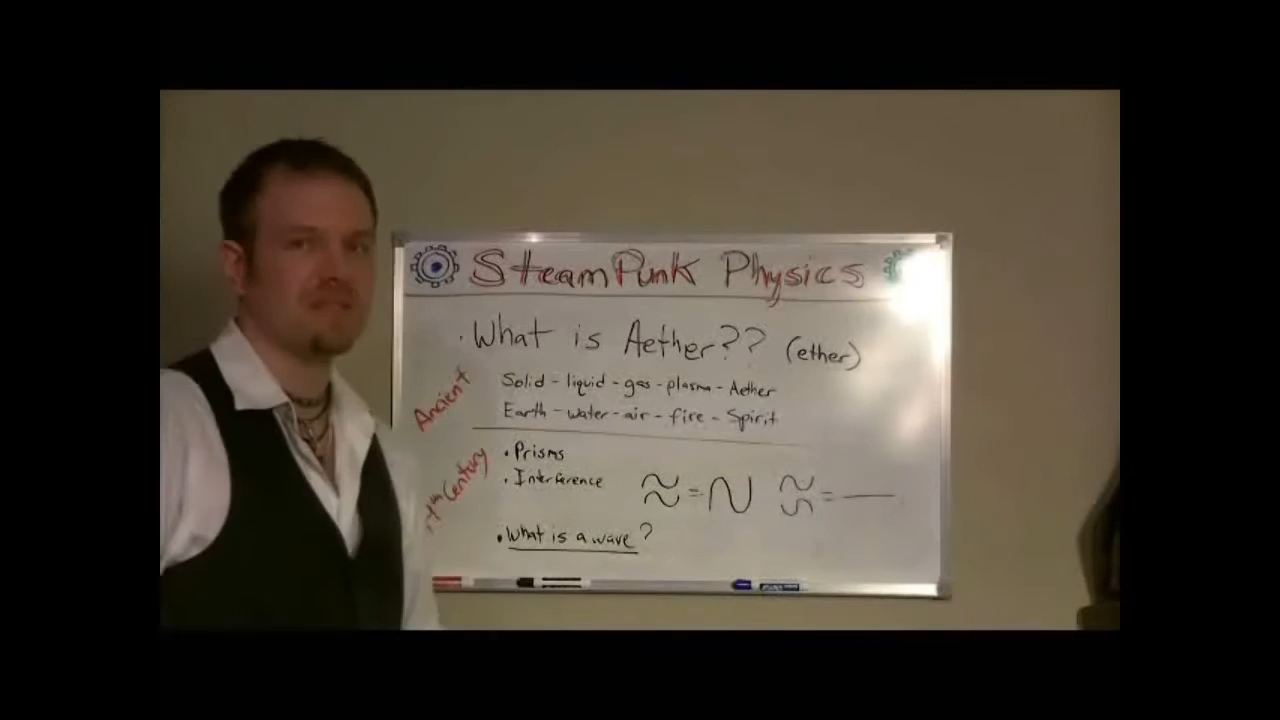 SteamPunk Physics
• What is Aether?? (ether)
Ancient
Solid - liquid - gas - plasma - Aether
Earth - water - air - fire - Spirit
17th Century
• Prisms
• Interference
• What is a wave?